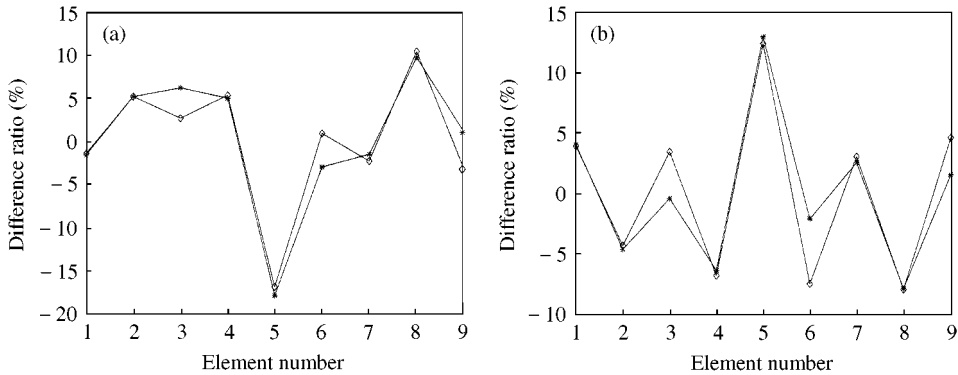 (a)
Difference ratio (%)
15
10
5
0
− 5
− 10
− 15
− 20
1 2 3 4 5 6 7 8 9
Element number
(b)
Difference ratio (%)
15
10
5
0
− 5
− 10
1 2 3 4 5 6 7 8 9
Element number